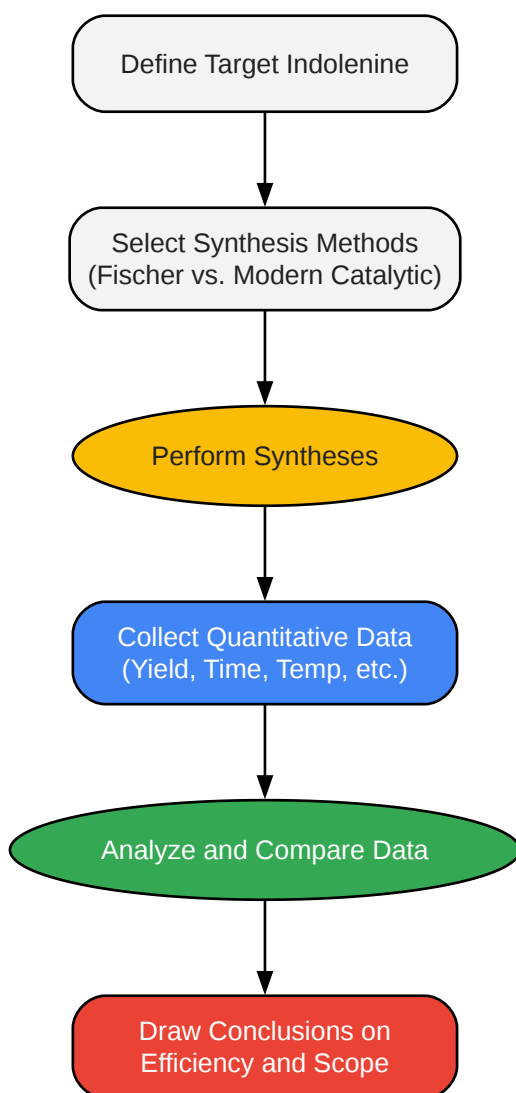 Define Target Indolenine
Select Synthesis Methods
(Fischer vs. Modern Catalytic)
Perform Syntheses
Collect Quantitative Data
(Yield, Time, Temp, etc.)
Analyze and Compare Data
Draw Conclusions on
Efficiency and Scope